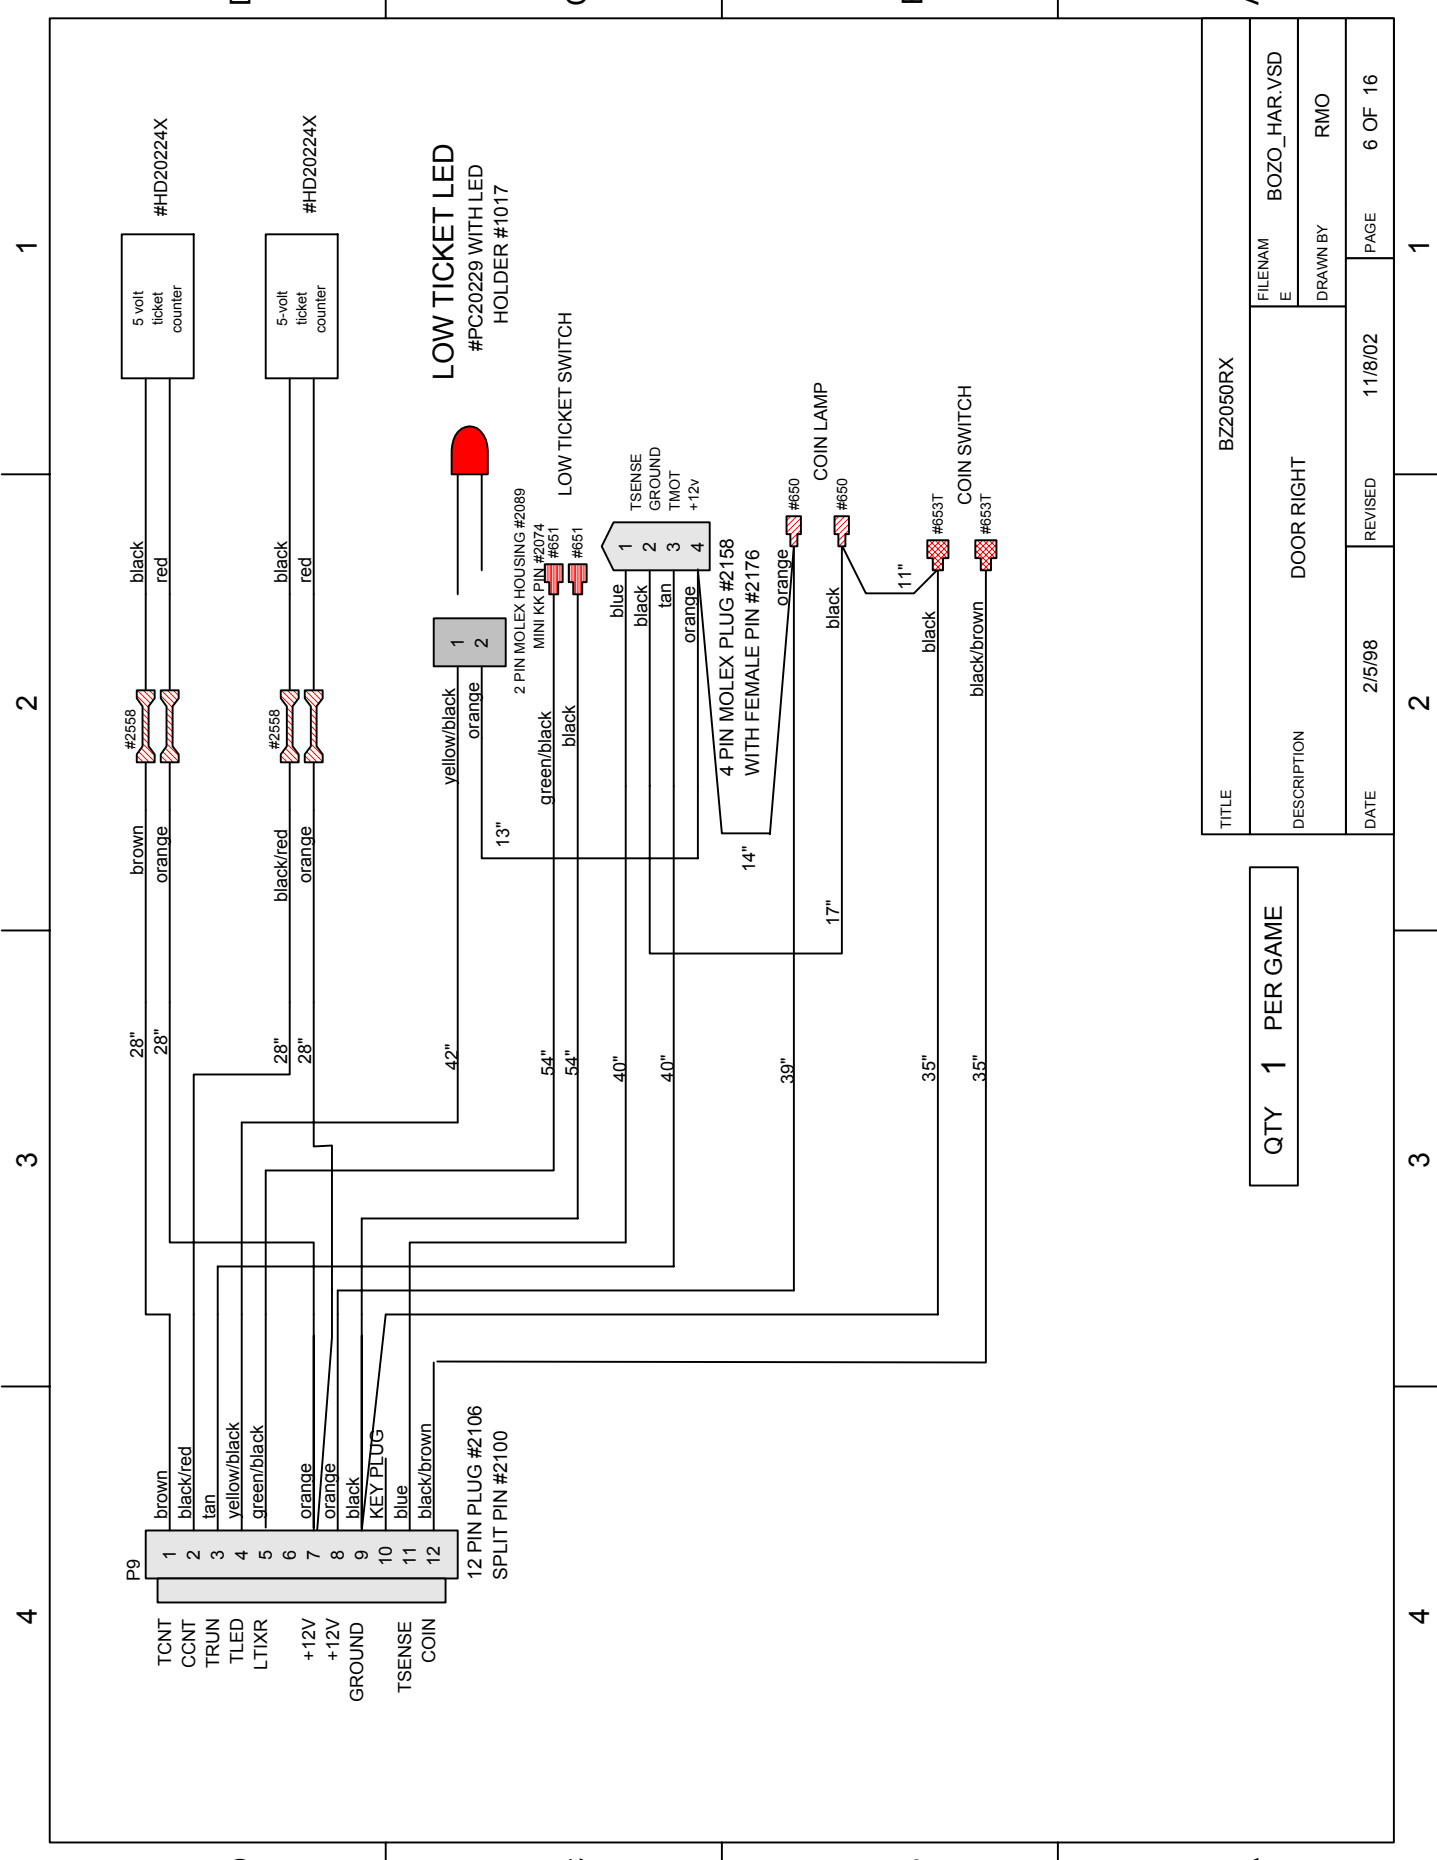 4
3
2
1
P9
TCNT
CCNT
TRUN
TLED
LTIXR
+12V
+12V
GROUND
TSENSE
COIN
1
2
3
4
5
6
7
8
9
10
11
12
brown
black/red
tan
yellow/black
green/black
orange
orange
black
KEY PLUG
blue
black/brown
12 PIN PLUG #2106
SPLIT PIN #2100
28"
28"
28"
28"
42"
54"
54"
40"
40"
39"
35"
35"
brown
orange
black/red
orange
#2558
#2558
black
red
black
red
5 volt
ticket
counter
#HD20224X
5-volt
ticket
counter
#HD20224X
yellow/black
orange
13"
1
2
2 PIN MOLEX HOUSING #2089
MINI KK PIN #2074
LOW TICKET LED
#PC20229 WITH LED
HOLDER #1017
green/black
black
#651
#651
LOW TICKET SWITCH
blue
black
tan
orange
1
2
3
4
TSENSE
GROUND
TMOT
+12v
4 PIN MOLEX PLUG #2158
WITH FEMALE PIN #2176
14"
17"
orange
black
#650
#650
COIN LAMP
11"
black
black/brown
#653T
#653T
COIN SWITCH
QTY 1 PER GAME
TITLE
BZ2050RX
DESCRIPTION
DOOR RIGHT
FILENAM
E
BOZO_HAR.VSD
DRAWN BY
RMO
DATE
2/5/98
REVISED
11/8/02
PAGE
6 OF 16
4
3
2
1